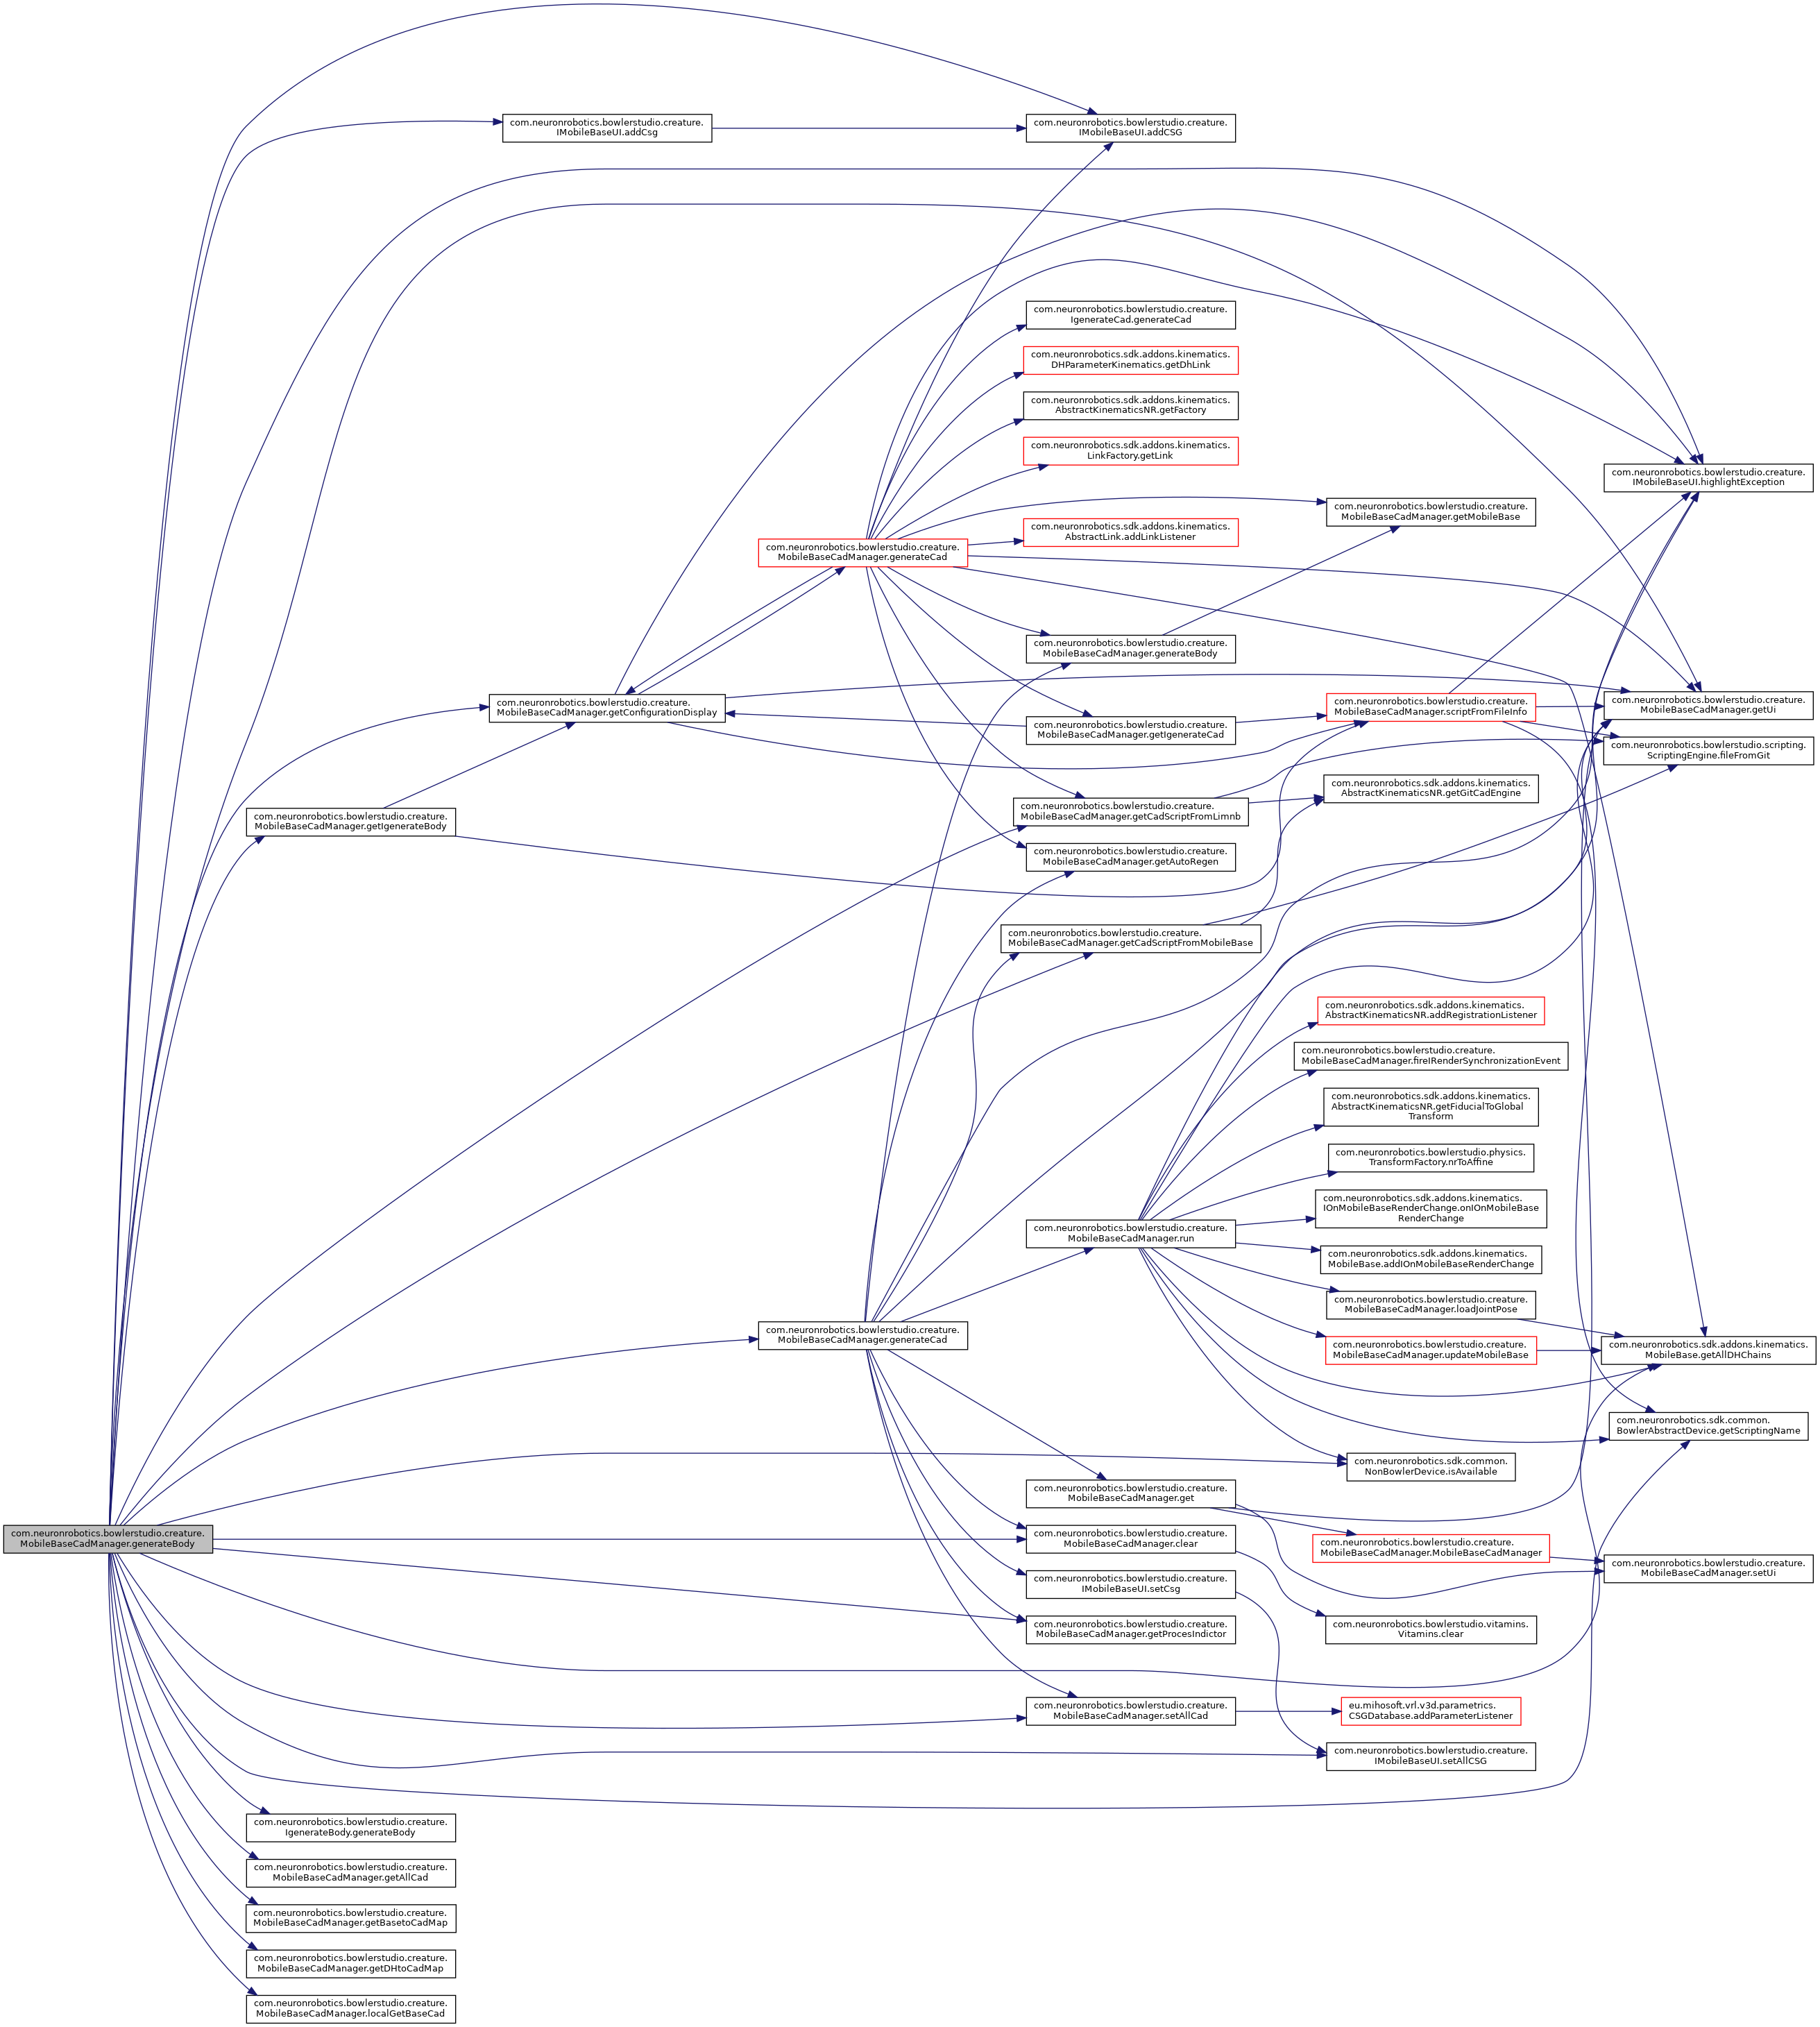 com.neuronrobotics.bowlerstudio.creature.
IMobileBaseUI.addCsg
com.neuronrobotics.bowlerstudio.creature.
IMobileBaseUI.addCSG
com.neuronrobotics.bowlerstudio.creature.
IgenerateCad.generateCad
com.neuronrobotics.sdk.addons.kinematics.
DHParameterKinematics.getDhLink
com.neuronrobotics.sdk.addons.kinematics.
AbstractKinematicsNR.getFactory
com.neuronrobotics.sdk.addons.kinematics.
LinkFactory.getLink
com.neuronrobotics.bowlerstudio.creature.
IMobileBaseUI.highlightException
com.neuronrobotics.bowlerstudio.creature.
MobileBaseCadManager.getMobileBase
com.neuronrobotics.sdk.addons.kinematics.
AbstractLink.addLinkListener
com.neuronrobotics.bowlerstudio.creature.
MobileBaseCadManager.generateCad
com.neuronrobotics.bowlerstudio.creature.
MobileBaseCadManager.generateBody
com.neuronrobotics.bowlerstudio.creature.
MobileBaseCadManager.getConfigurationDisplay
com.neuronrobotics.bowlerstudio.creature.
MobileBaseCadManager.scriptFromFileInfo
com.neuronrobotics.bowlerstudio.creature.
MobileBaseCadManager.getUi
com.neuronrobotics.bowlerstudio.creature.
MobileBaseCadManager.getIgenerateCad
com.neuronrobotics.bowlerstudio.scripting.
ScriptingEngine.fileFromGit
com.neuronrobotics.sdk.addons.kinematics.
AbstractKinematicsNR.getGitCadEngine
com.neuronrobotics.bowlerstudio.creature.
MobileBaseCadManager.getCadScriptFromLimnb
com.neuronrobotics.bowlerstudio.creature.
MobileBaseCadManager.getIgenerateBody
com.neuronrobotics.bowlerstudio.creature.
MobileBaseCadManager.getAutoRegen
com.neuronrobotics.bowlerstudio.creature.
MobileBaseCadManager.getCadScriptFromMobileBase
com.neuronrobotics.sdk.addons.kinematics.
AbstractKinematicsNR.addRegistrationListener
com.neuronrobotics.bowlerstudio.creature.
MobileBaseCadManager.fireIRenderSynchronizationEvent
com.neuronrobotics.sdk.addons.kinematics.
AbstractKinematicsNR.getFiducialToGlobal
Transform
com.neuronrobotics.bowlerstudio.physics.
TransformFactory.nrToAffine
com.neuronrobotics.sdk.addons.kinematics.
IOnMobileBaseRenderChange.onIOnMobileBase
RenderChange
com.neuronrobotics.bowlerstudio.creature.
MobileBaseCadManager.run
com.neuronrobotics.sdk.addons.kinematics.
MobileBase.addIOnMobileBaseRenderChange
com.neuronrobotics.bowlerstudio.creature.
MobileBaseCadManager.loadJointPose
com.neuronrobotics.bowlerstudio.creature.
MobileBaseCadManager.generateCad
com.neuronrobotics.bowlerstudio.creature.
MobileBaseCadManager.updateMobileBase
com.neuronrobotics.sdk.addons.kinematics.
MobileBase.getAllDHChains
com.neuronrobotics.sdk.common.
BowlerAbstractDevice.getScriptingName
com.neuronrobotics.sdk.common.
NonBowlerDevice.isAvailable
com.neuronrobotics.bowlerstudio.creature.
MobileBaseCadManager.get
com.neuronrobotics.bowlerstudio.creature.
MobileBaseCadManager.generateBody
com.neuronrobotics.bowlerstudio.creature.
MobileBaseCadManager.clear
com.neuronrobotics.bowlerstudio.creature.
MobileBaseCadManager.MobileBaseCadManager
com.neuronrobotics.bowlerstudio.creature.
MobileBaseCadManager.setUi
com.neuronrobotics.bowlerstudio.creature.
IMobileBaseUI.setCsg
com.neuronrobotics.bowlerstudio.creature.
MobileBaseCadManager.getProcesIndictor
com.neuronrobotics.bowlerstudio.vitamins.
Vitamins.clear
com.neuronrobotics.bowlerstudio.creature.
MobileBaseCadManager.setAllCad
eu.mihosoft.vrl.v3d.parametrics.
CSGDatabase.addParameterListener
com.neuronrobotics.bowlerstudio.creature.
IMobileBaseUI.setAllCSG
com.neuronrobotics.bowlerstudio.creature.
IgenerateBody.generateBody
com.neuronrobotics.bowlerstudio.creature.
MobileBaseCadManager.getAllCad
com.neuronrobotics.bowlerstudio.creature.
MobileBaseCadManager.getBasetoCadMap
com.neuronrobotics.bowlerstudio.creature.
MobileBaseCadManager.getDHtoCadMap
com.neuronrobotics.bowlerstudio.creature.
MobileBaseCadManager.localGetBaseCad